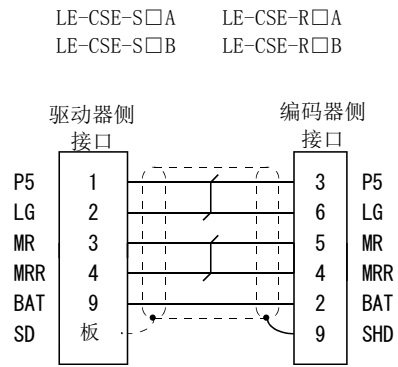 LE-CSE-S□A LE-CSE-R□A
LE-CSE-S□B LE-CSE-R□B
驱动器侧 编码器侧
接口 接口
P5 1 3 P5
LG 2 6 LG
MR 3 5 MR
MRR 4 4 MRR
BAT 9 2 BAT
SD 板 9 SHD